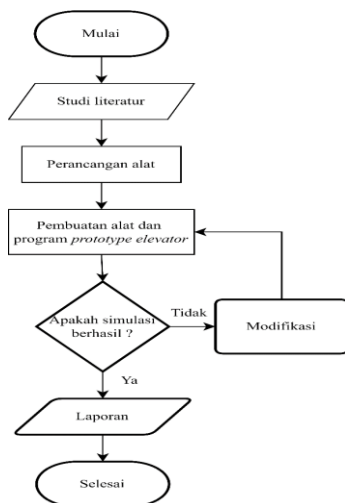 Mulai
Studi literatur
Perancangan alat
Pembuatan alat dan
program prototype elevator
Apakah simulasi
berhasil ?
Tidak
Modifikasi
Ya
Laporan
Selesai